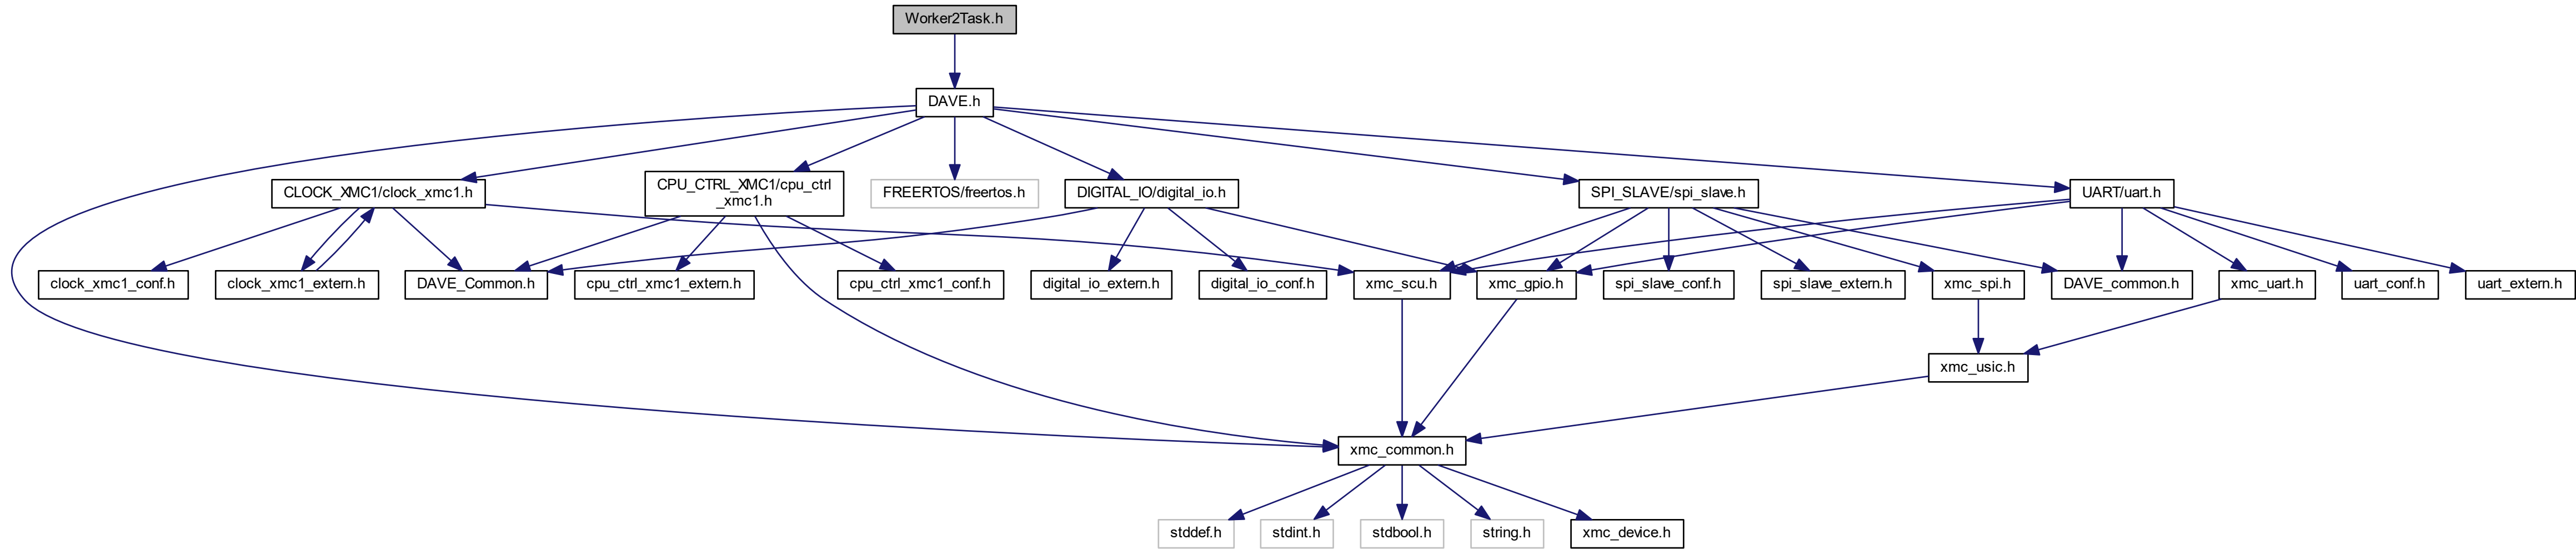 Worker2Task.h
DAVE.h
CLOCK_XMC1/clock_xmc1.h
CPU_CTRL_XMC1/cpu_ctrl
_xmc1.h
FREERTOS/freertos.h
DIGITAL_IO/digital_io.h
SPI_SLAVE/spi_slave.h
UART/uart.h
clock_xmc1_conf.h
clock_xmc1_extern.h
DAVE_Common.h
cpu_ctrl_xmc1_extern.h
cpu_ctrl_xmc1_conf.h
digital_io_extern.h
digital_io_conf.h
xmc_scu.h
xmc_gpio.h
spi_slave_conf.h
spi_slave_extern.h
xmc_spi.h
DAVE_common.h
xmc_uart.h
uart_conf.h
uart_extern.h
xmc_usic.h
xmc_common.h
stddef.h
stdint.h
stdbool.h
string.h
xmc_device.h